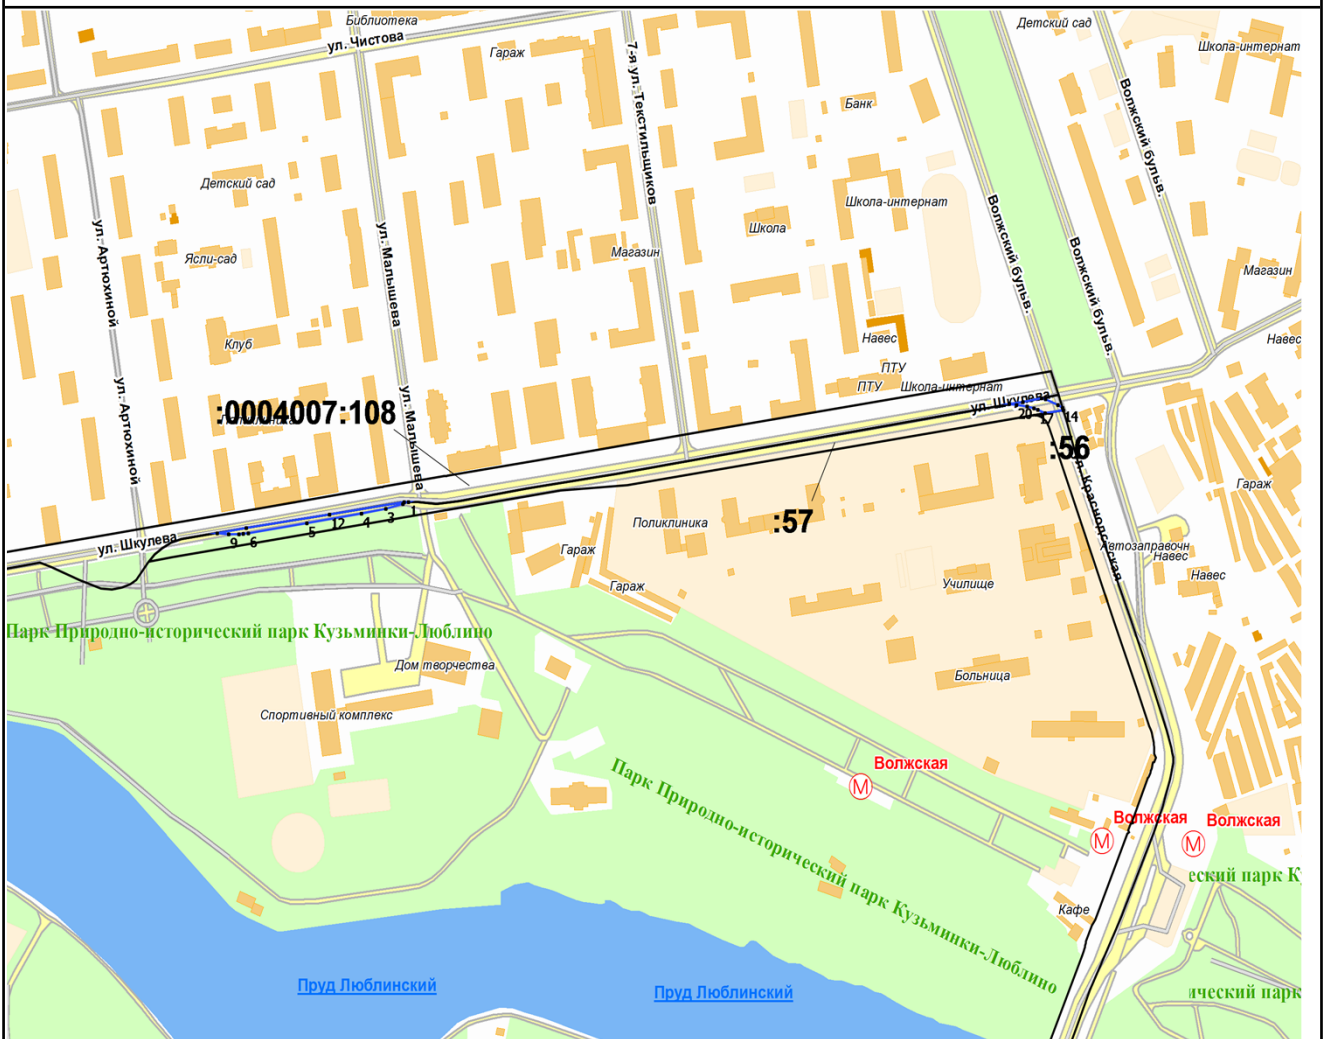 Библиотека
ул. Чистова
Гараж
Детский сад
Школа-интернат
7-я ул. Текстильщиков
Волжский бульв.
Банк
Детский сад
Школа-интернат
Волжский бульв.
Школа
ул. Артюхиной
ул. Малышева
Магазин
Волжский бульв.
Ясли-сад
Магазин
Клуб
Навес
Навес
ПТУ
ПТУ
Школа-интернат
ул. Артюхиной
ул. Малышева
:0004007:108
ул. Шкулева
20
17
14
:56
ул. Краснодонская
Гараж
1
3
4
12
5
6
9
ул. Шкулева
Поликлиника
:57
Гараж
Автозаправочн
Навес
Навес
Гараж
Училище
Парк Природно-исторический парк Кузьминки-Люблино
Дом творчества
Больница
Спортивный комплекс
Волжская
М
Парк Природно-исторический парк Кузьминки-Люблино
Волжская
М
Волжская
М
еский парк К
Кафе
Пруд Люблинский
Пруд Люблинский
ический парк